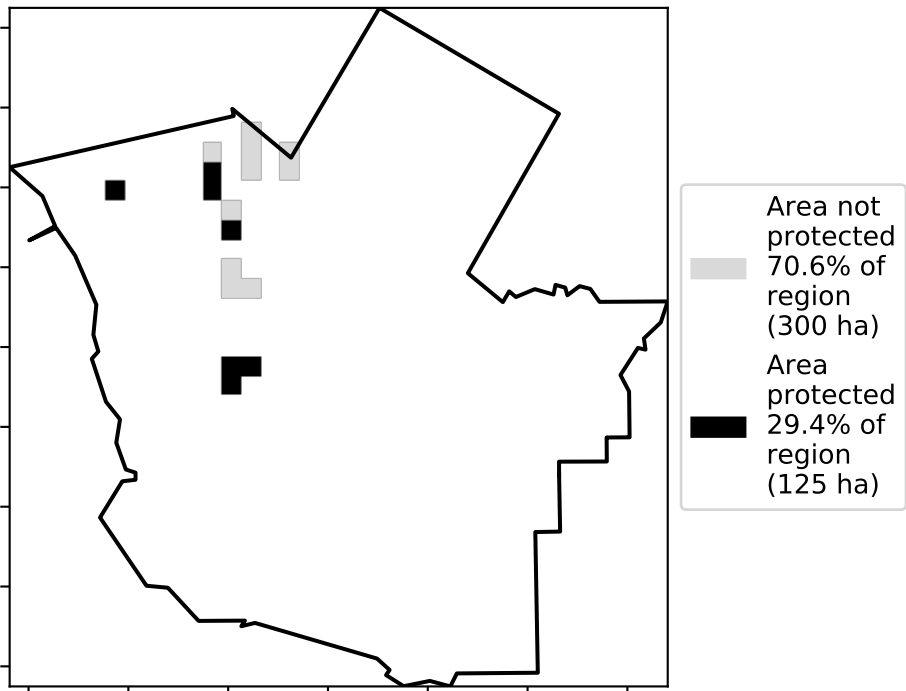 Area not
protected
70.6% of
region
(300 ha)
Area
protected
29.4% of
region
(125 ha)